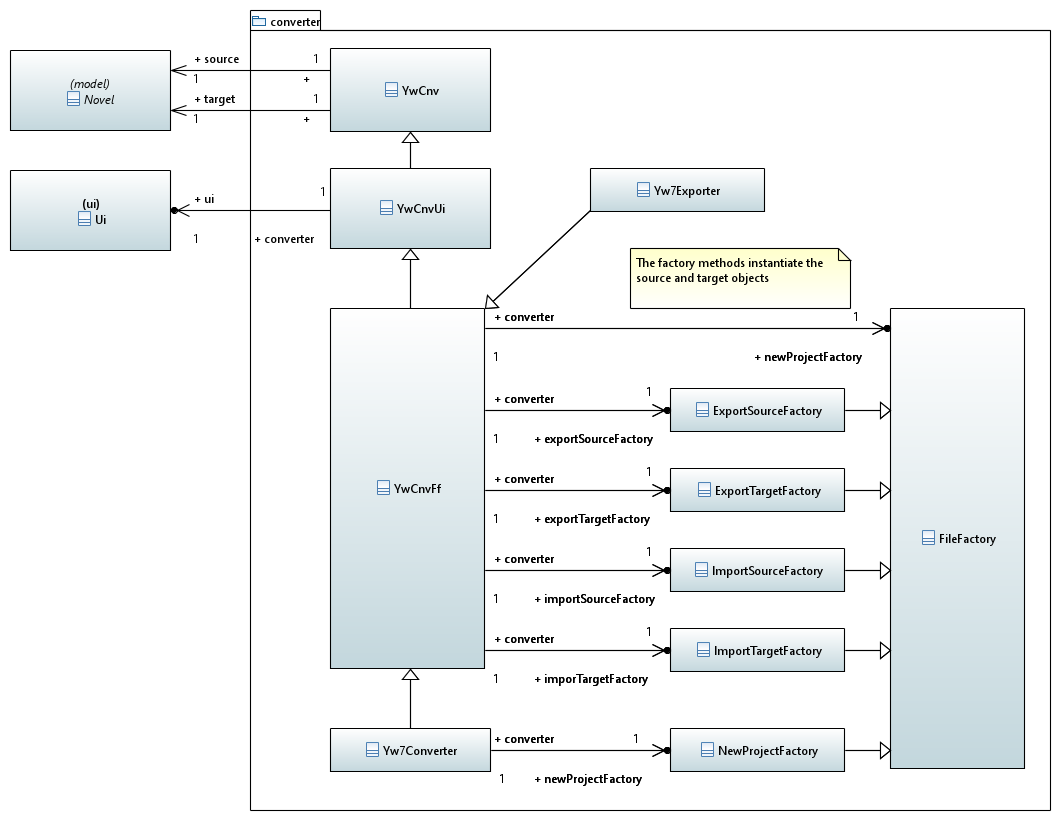 converter
+ source
1
1
+
(model)
Novel
YwCnv
+ target
1
1
+
(ui)
Ui
+ ui
1
1
+ converter
YwCnvUi
Yw7Exporter
The factory methods instantiate the
source and target objects
+ converter
1
1
+ newProjectFactory
+ converter
1
ExportSourceFactory
1
+ exportSourceFactory
+ converter
1
YwCnvFf
ExportTargetFactory
1
+ exportTargetFactory
FileFactory
+ converter
1
ImportSourceFactory
1
+ importSourceFactory
+ converter
1
ImportTargetFactory
1
+ imporTargetFactory
Yw7Converter
+ converter
1
NewProjectFactory
1
+ newProjectFactory